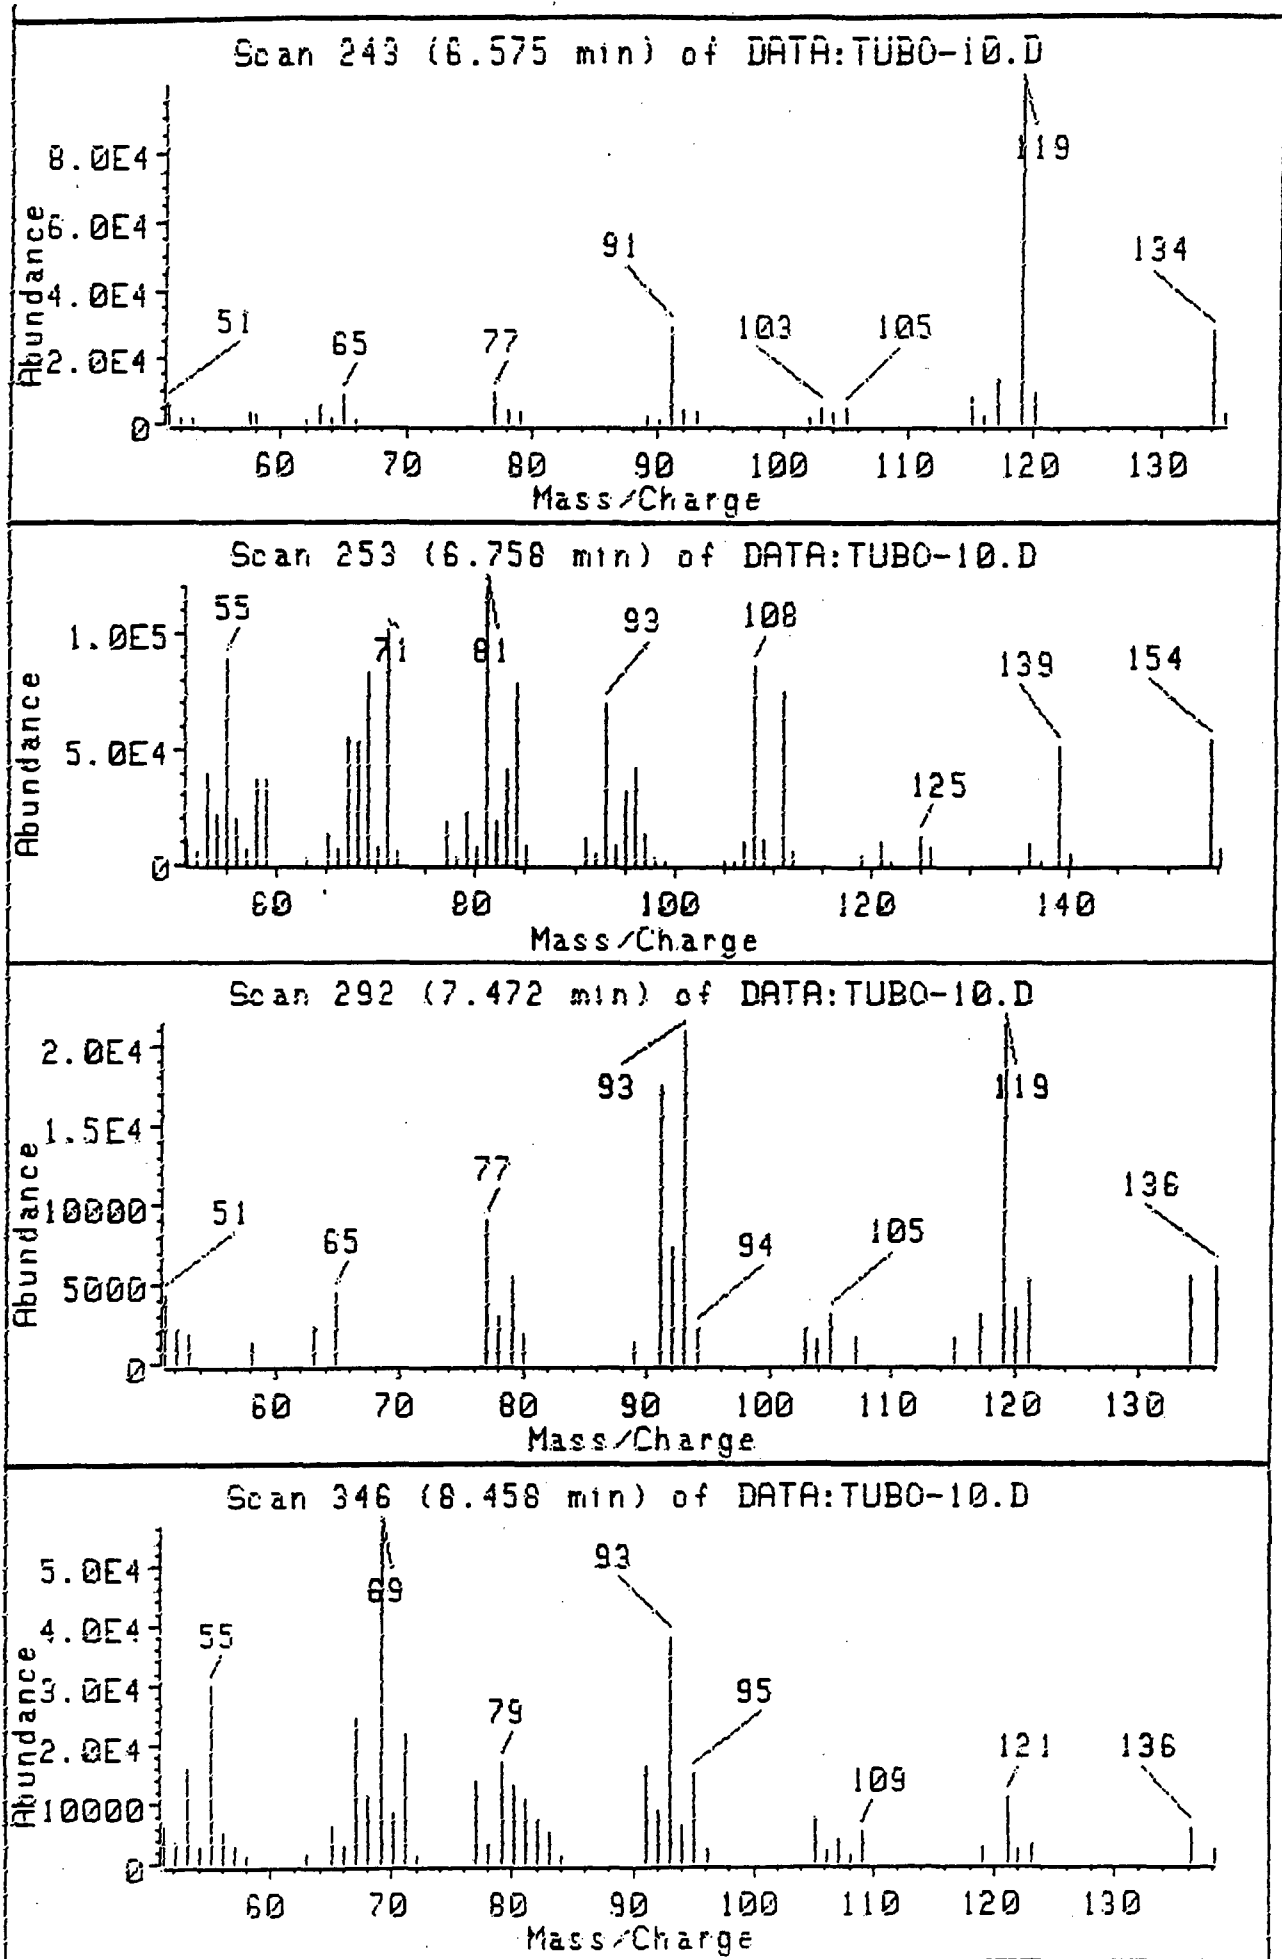 Scan 243 (6.575 min) of DATA:TUBO-10.D
Abundance
8.0E4
6.0E4
4.0E4
2.0E4
0
51
65
77
91
103
105
119
134
60 70 80 90 100 110 120 130
Mass/Charge
Scan 253 (6.758 min) of DATA:TUBO-10.D
Abundance
1.0E5
5.0E4
0
55
71
81
93
108
125
139
154
60 80 100 120 140
Mass/Charge
Scan 292 (7.472 min) of DATA:TUBO-10.D
Abundance
2.0E4
1.5E4
10000
5000
0
51
65
77
93
94
105
119
136
60 70 80 90 100 110 120 130
Mass/Charge
Scan 346 (8.458 min) of DATA:TUBO-10.D
Abundance
5.0E4
4.0E4
3.0E4
2.0E4
10000
0
55
69
79
93
95
109
121
136
60 70 80 90 100 110 120 130
Mass/Charge